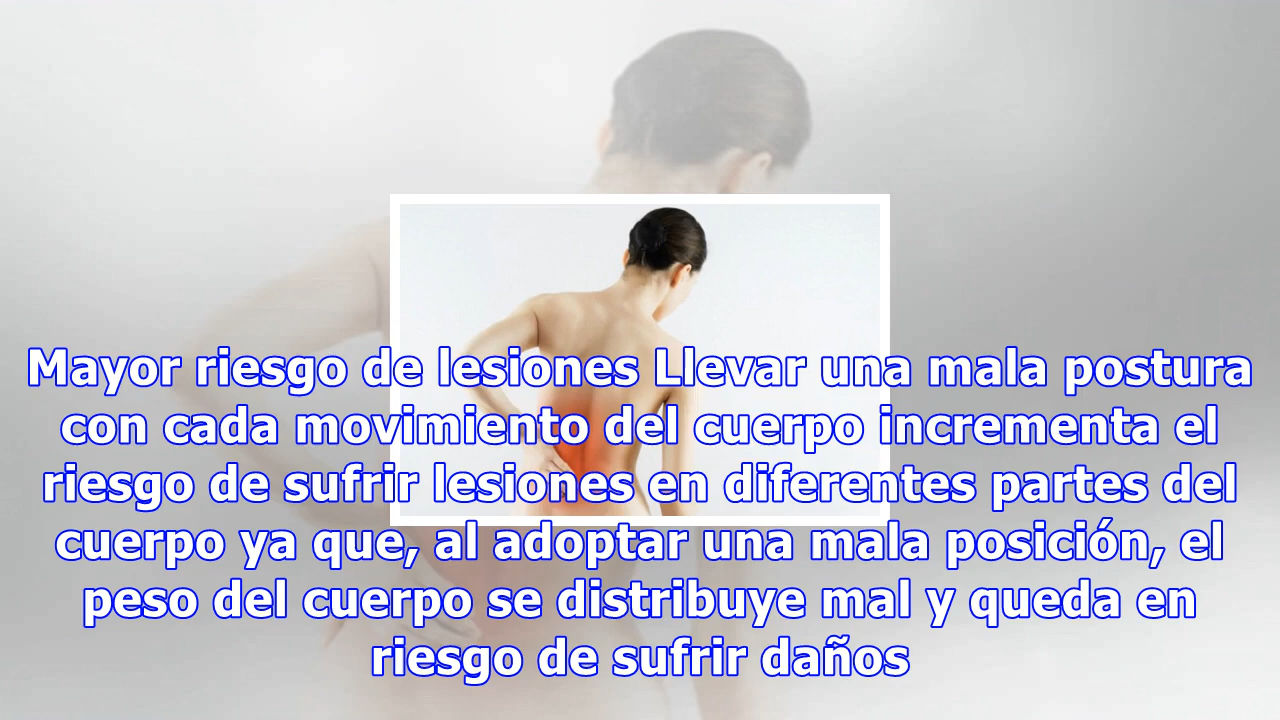 Mayor riesgo de lesiones Llevar una mala postura
con cada movimiento del cuerpo incrementa el
riesgo de sufrir lesiones en diferentes partes del
cuerpo ya que, al adoptar una mala posición, el
peso del cuerpo se distribuye mal y queda en
riesgo de sufrir daños